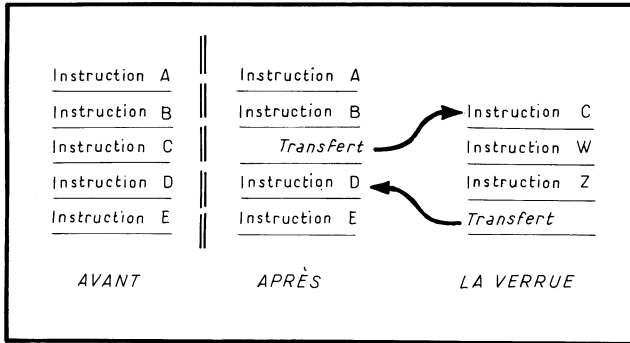 Instruction A
Instruction B
Instruction C
Instruction D
Instruction E
AVANT
Instruction A
Instruction B
Transfert
Instruction D
Instruction E
APRÈS
Instruction C
Instruction W
Instruction Z
Transfert
LA VERRUE